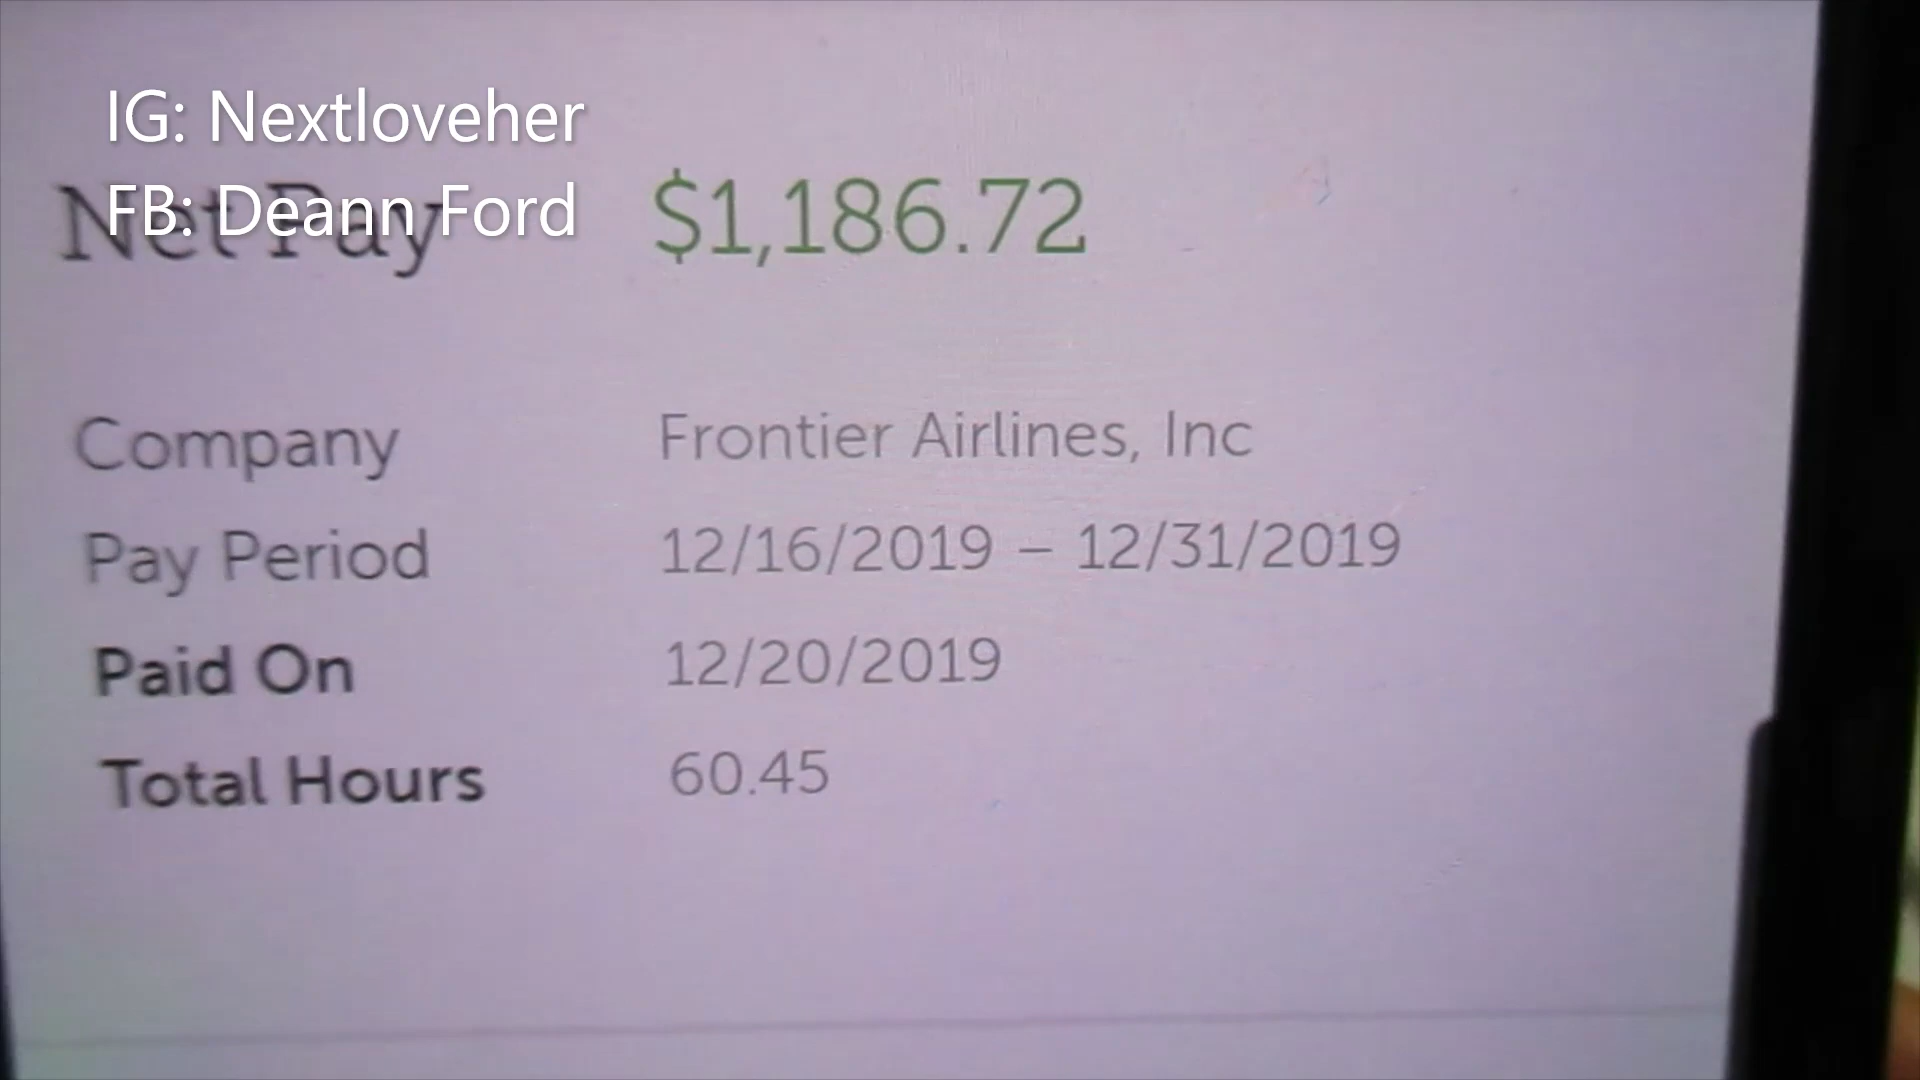 IG: Nextloveher
FB: Deann Ford
Net Pay $1,186.72
Company Frontier Airlines, Inc
Pay Period 12/16/2019 – 12/31/2019
Paid On 12/20/2019
Total Hours 60.45